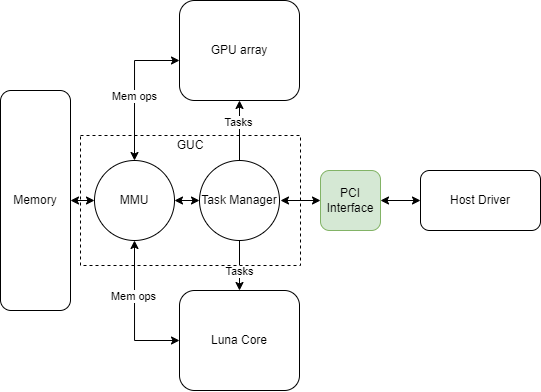 GPU array
Mem ops
Tasks
GUC
Memory
MMU
Task Manager
PCI
Interface
Host Driver
Tasks
Mem ops
Luna Core